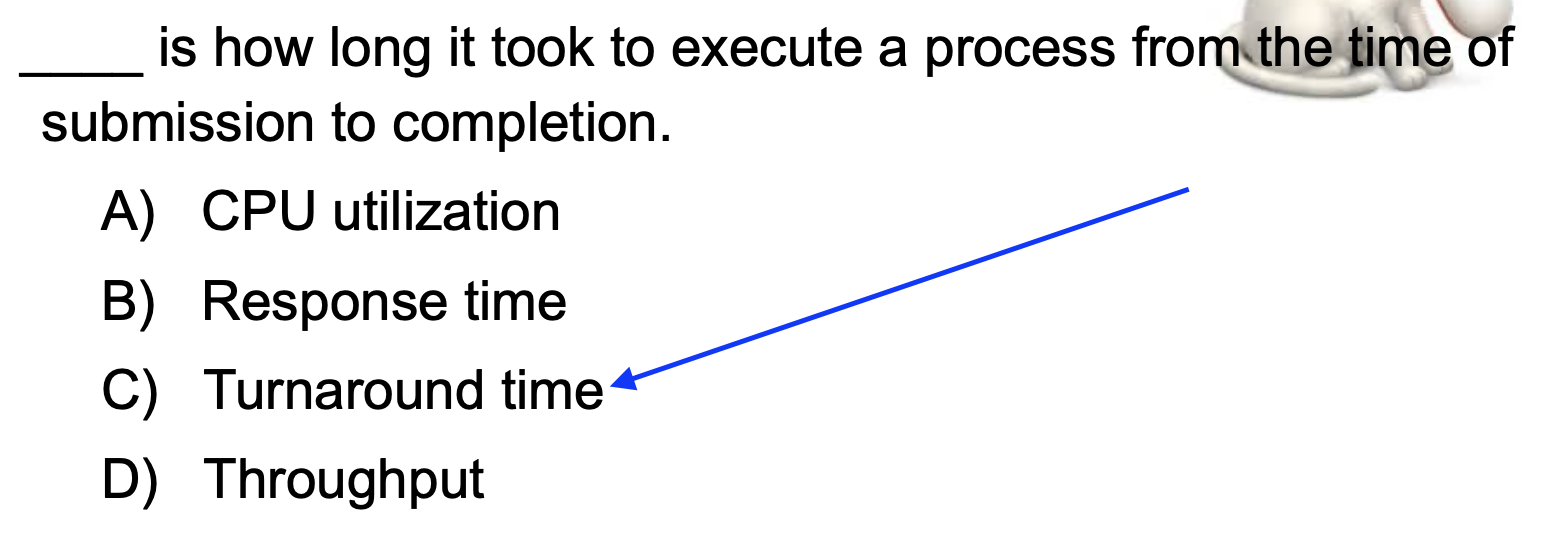 ____ is how long it took to execute a process from the time of
submission to completion.
A) CPU utilization
B) Response time
C) Turnaround time
D) Throughput